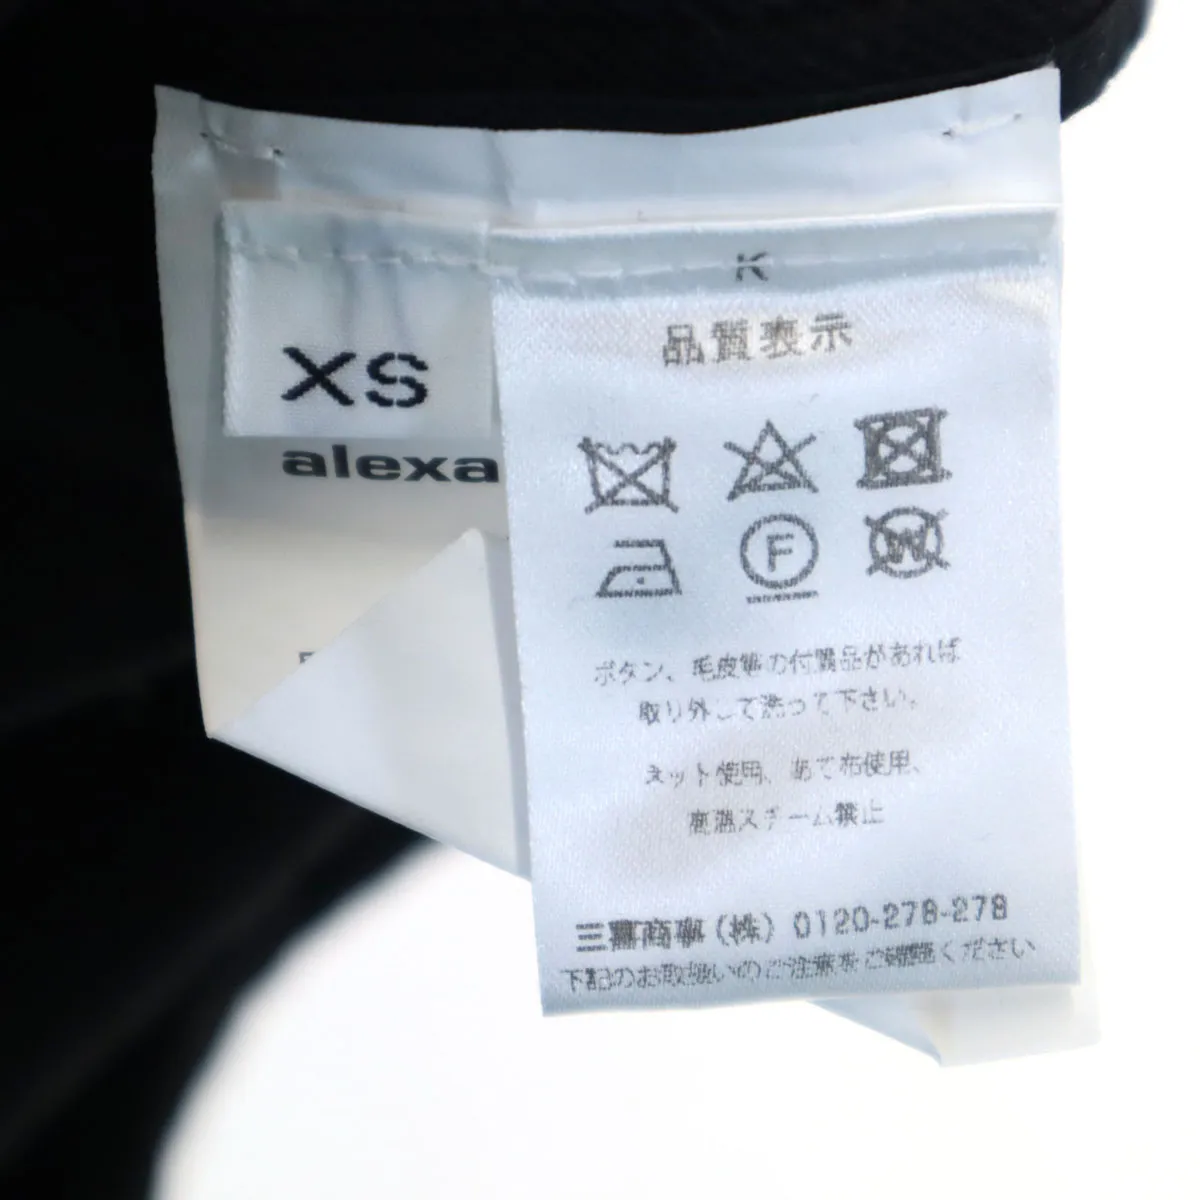 K
XS
alexa
品質表示
F
W
ボタン、毛皮等の付属品があれば
取り外して洗って下さい。
ネット使用、あて布使用、
高温スチーム禁止
三喜商事(株) 0120-278-278
下記のお取扱いのご注意をご確認ください